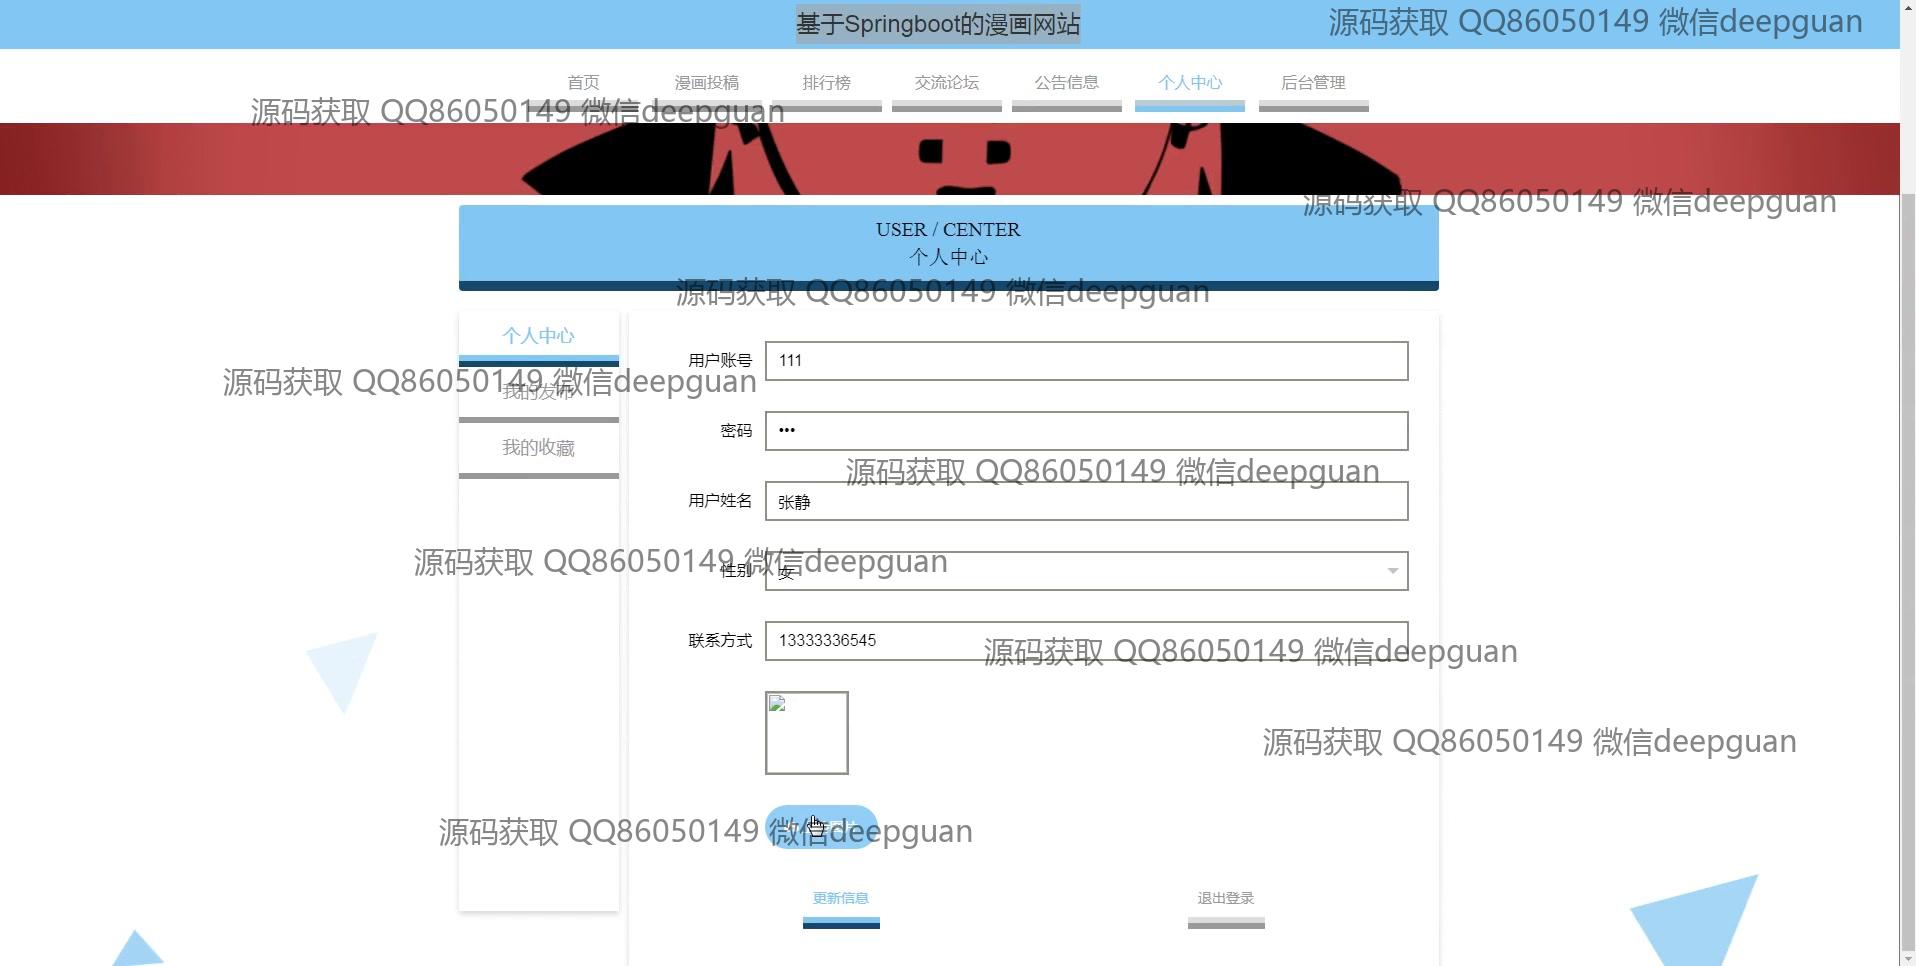 基于Springboot的漫画网站
源码获取 QQ86050149 微信deepguan
首页 漫画投稿 排行榜 交流论坛 公告信息 个人中心 后台管理
源码获取 QQ86050149 微信deepguan
源码获取 QQ86050149 微信deepguan
USER / CENTER
个人中心
源码获取 QQ86050149 微信deepguan
个人中心
用户账号 111
源码获取 QQ86050149 微信deepguan
我的发布
密码 •••
我的收藏
源码获取 QQ86050149 微信deepguan
用户姓名 张静
源码获取 QQ86050149 微信deepguan
性别 女
联系方式 13333336545
源码获取 QQ86050149 微信deepguan
源码获取 QQ86050149 微信deepguan
源码获取 QQ86050149 微信deepguan
更新信息 退出登录